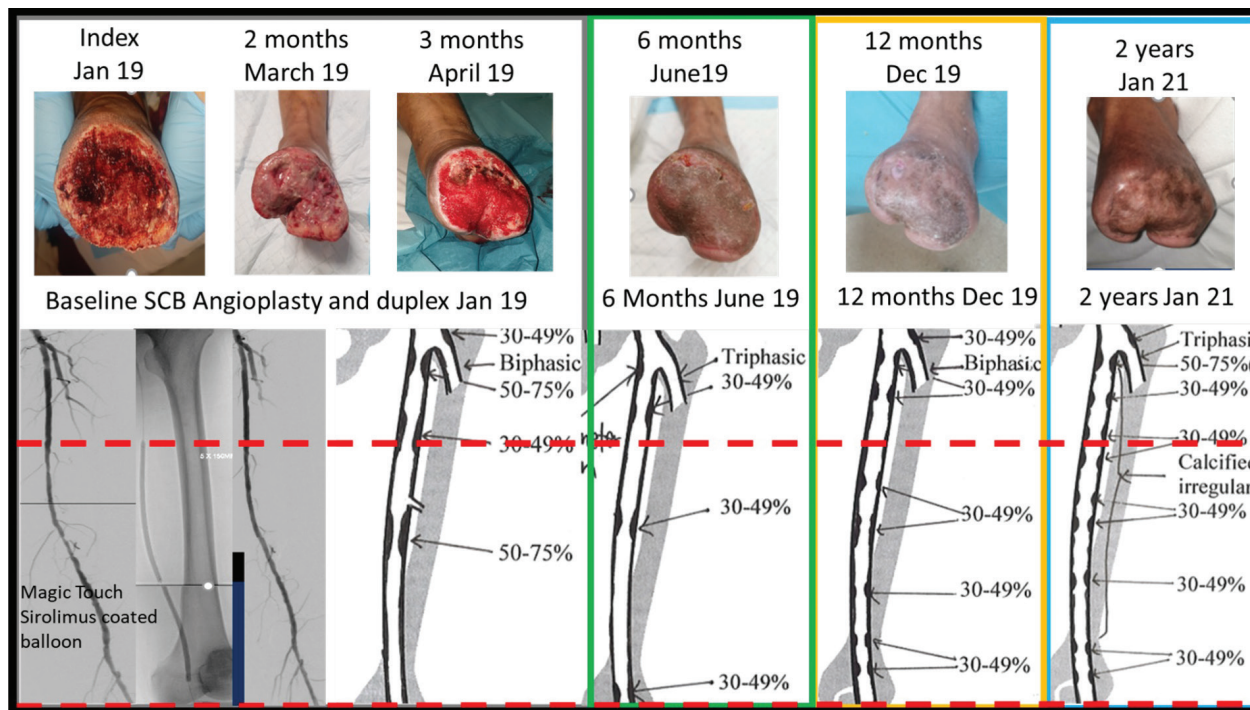 Index
Jan 19
2 months
March 19
3 months
April 19
6 months
June19
12 months
Dec 19
2 years
Jan 21
Baseline SCB Angioplasty and duplex Jan 19
6 Months June 19
12 months Dec 19
2 years Jan 21
Magic Touch
Sirolimus coated
balloon
30-49%
Biphasic
50-75%
30-49%
50-75%
Triphasic
30-49%
30-49%
30-49%
30-49%
Biphasic
30-49%
30-49%
30-49%
30-49%
Triphasi
50-75%
30-49%
30-49%
Calcified
irregular
30-49%
30-49%
30-49%